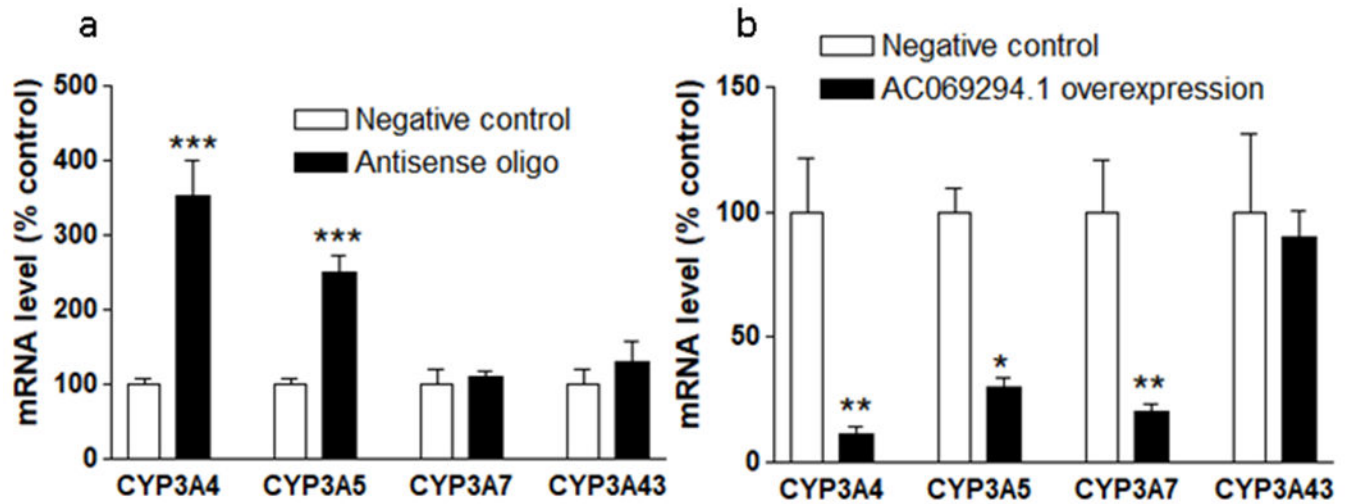 a
mRNA level (% control)
500
400
300
200
100
0
Negative control
Antisense oligo
***
***
CYP3A4 CYP3A5 CYP3A7 CYP3A43
b
mRNA level (% control)
150
100
50
0
Negative control
AC069294.1 overexpression
**
*
**
CYP3A4 CYP3A5 CYP3A7 CYP3A43